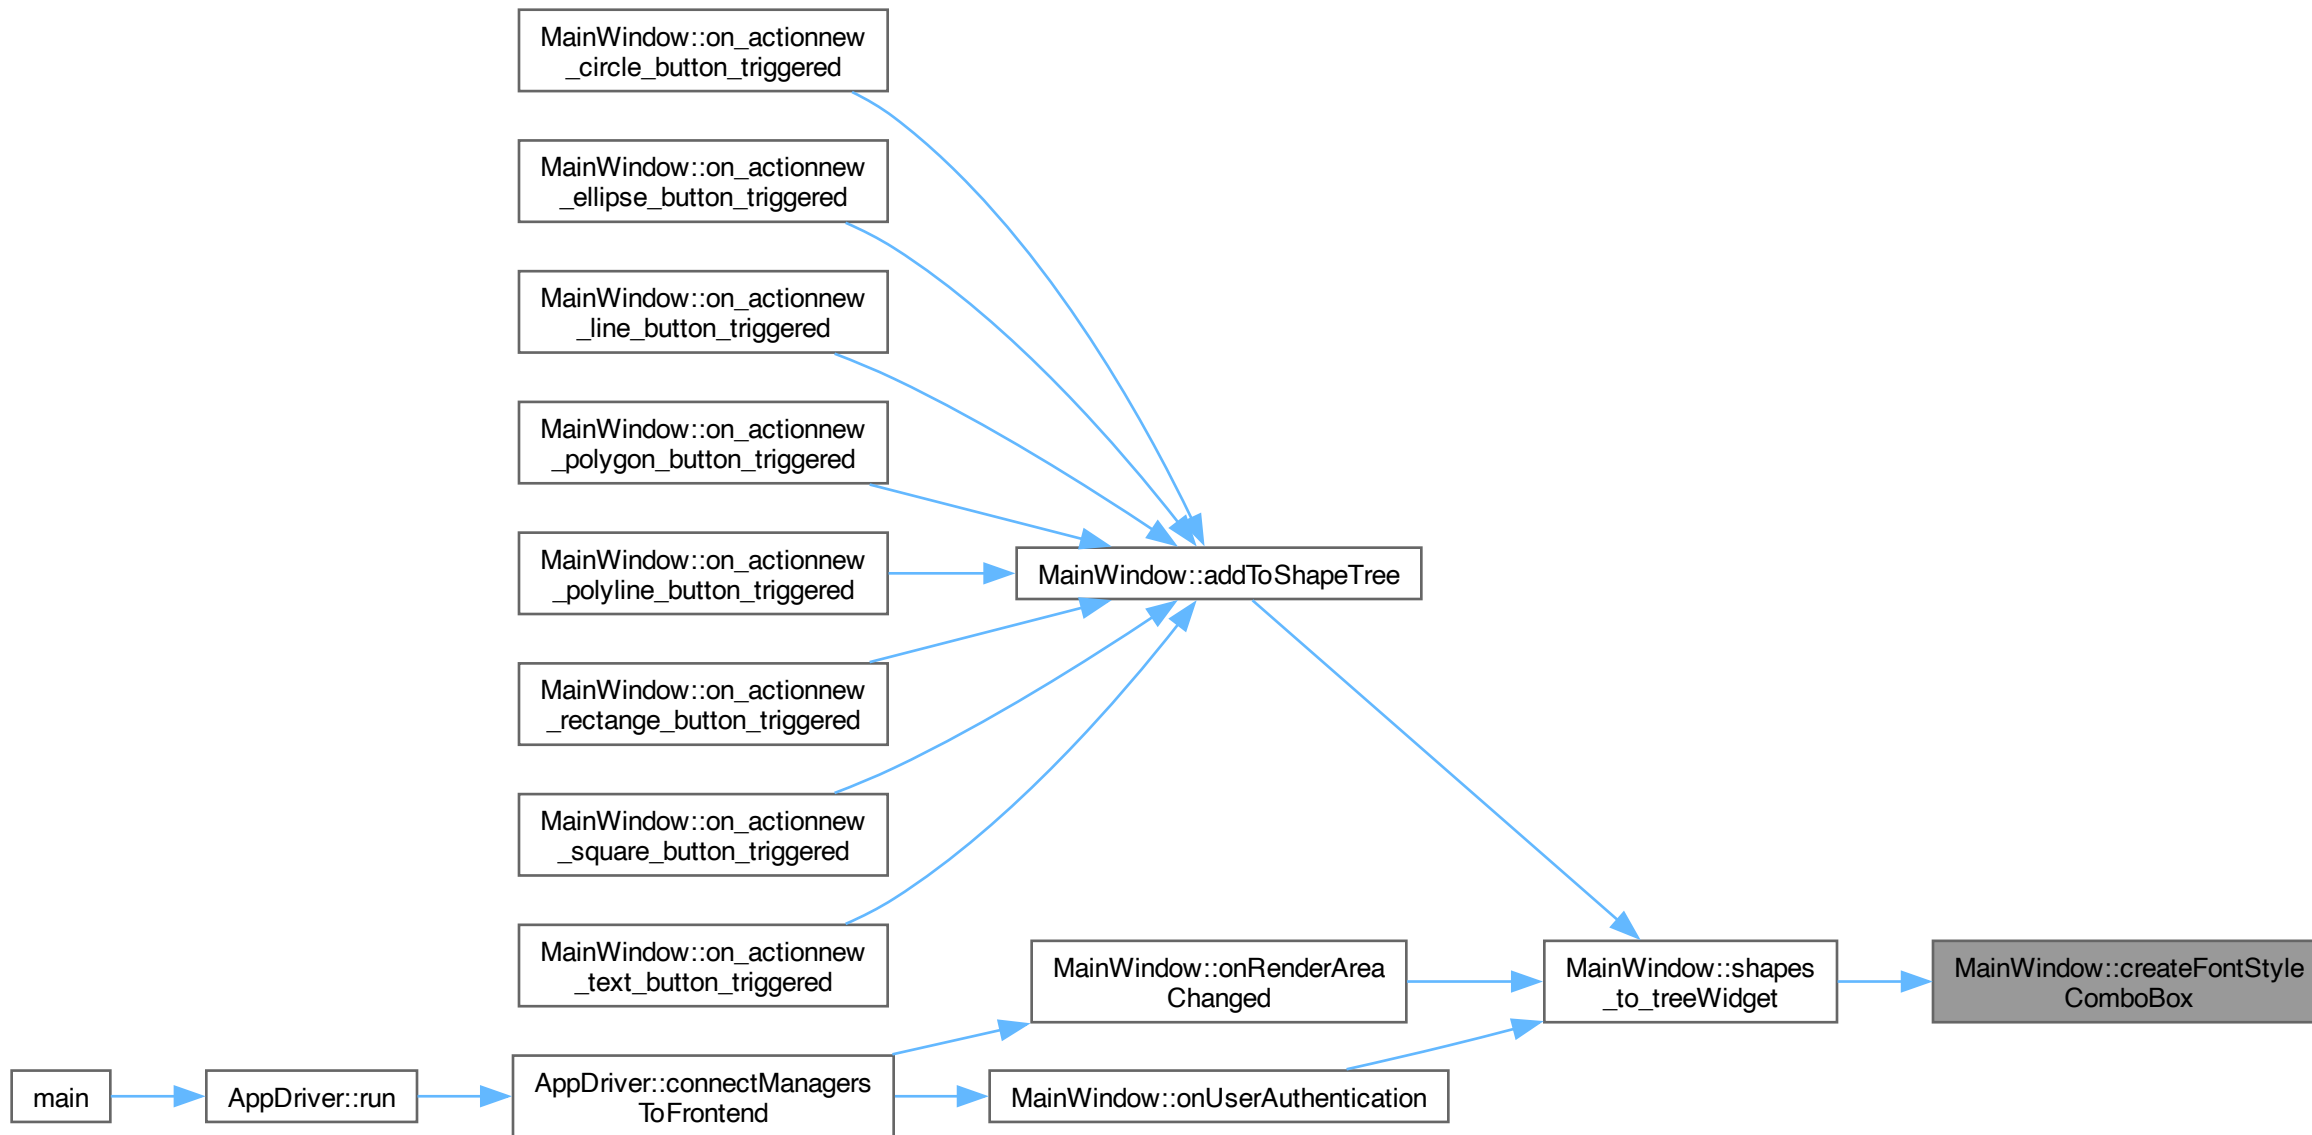 MainWindow::on_actionnew
_circle_button_triggered
MainWindow::on_actionnew
_ellipse_button_triggered
MainWindow::on_actionnew
_line_button_triggered
MainWindow::on_actionnew
_polygon_button_triggered
MainWindow::on_actionnew
_polyline_button_triggered
MainWindow::addToShapeTree
MainWindow::on_actionnew
_rectange_button_triggered
MainWindow::on_actionnew
_square_button_triggered
MainWindow::on_actionnew
_text_button_triggered
MainWindow::onRenderArea
Changed
MainWindow::shapes
_to_treeWidget
MainWindow::createFontStyle
ComboBox
main
AppDriver::run
AppDriver::connectManagers
ToFrontend
MainWindow::onUserAuthentication